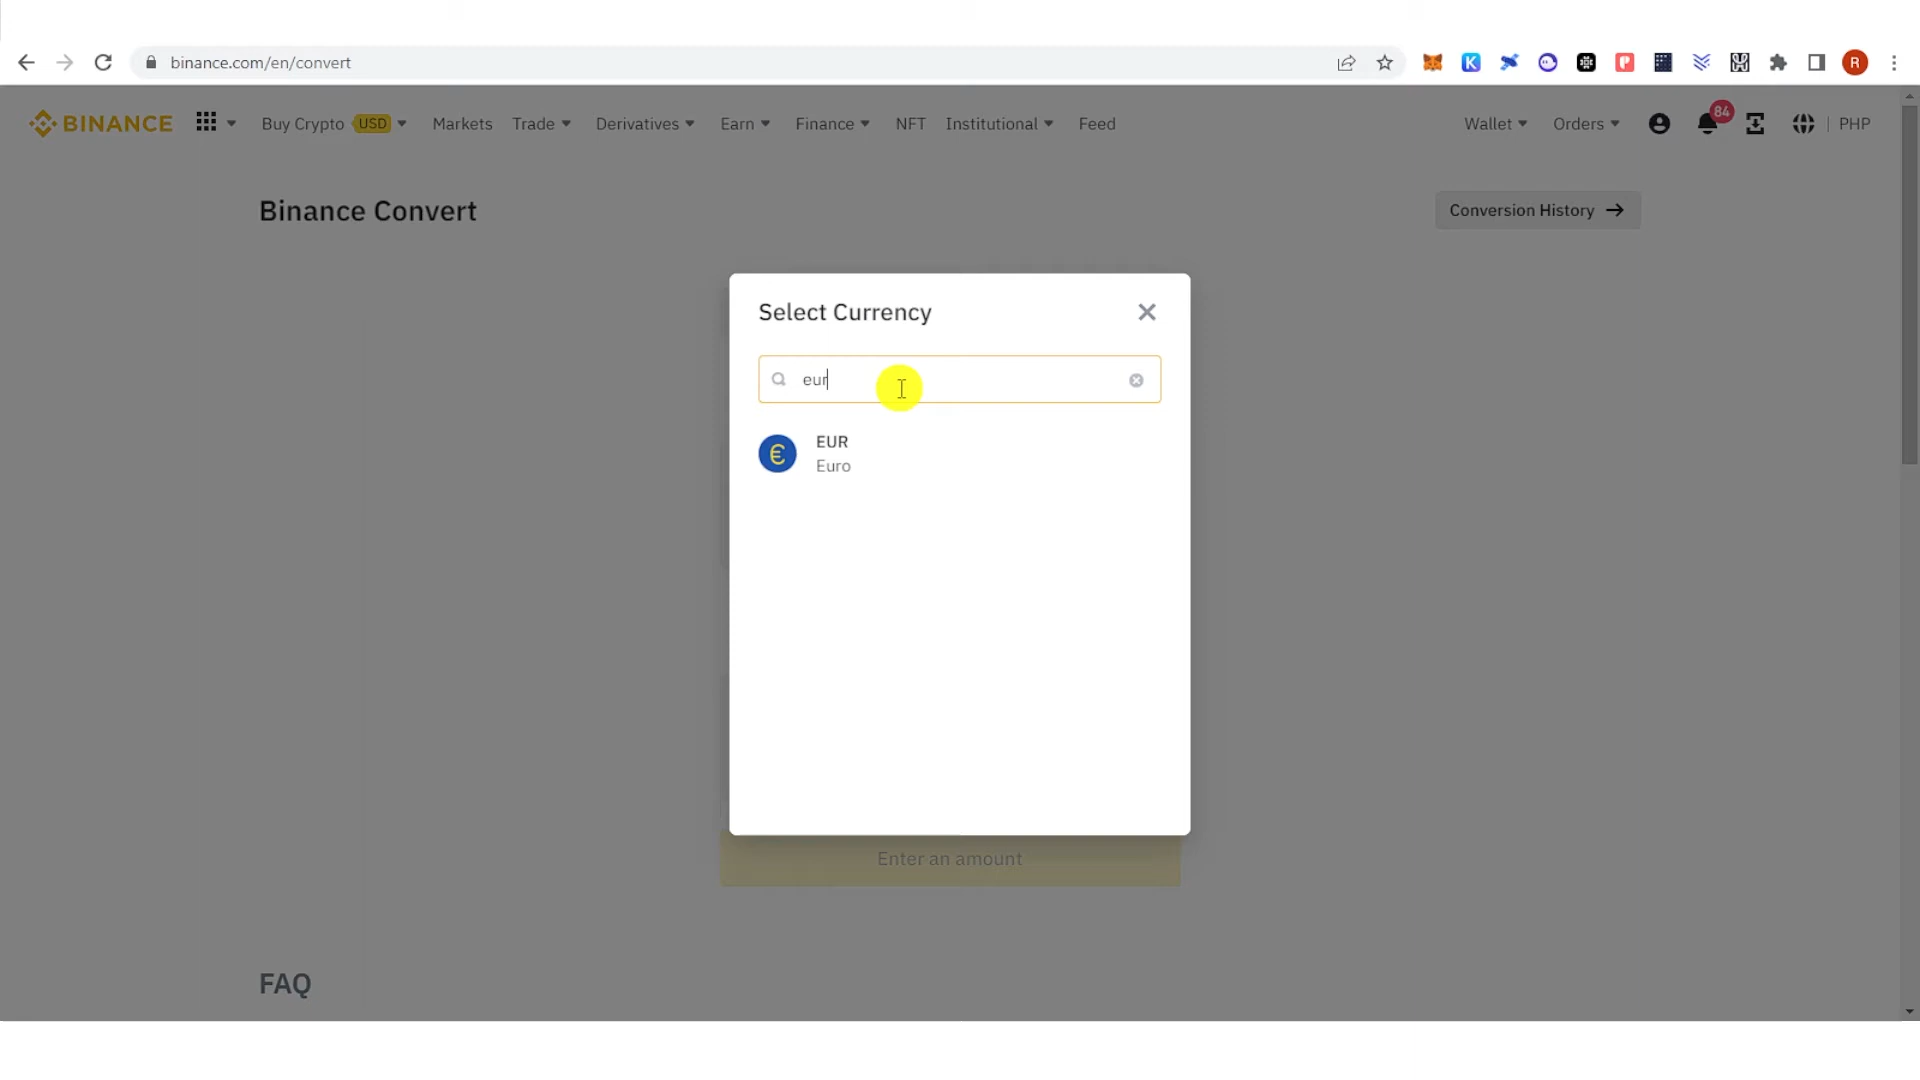 binance.com/en/convert
R
BINANCE
Buy Crypto USD
Markets
Trade
Derivatives
Earn
Finance
NFT
Institutional
Feed
Wallet
Orders
84
PHP
Binance Convert
Conversion History →
Select Currency
eur
EUR
Euro
Enter an amount
FAQ